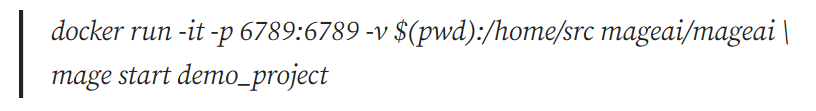 docker run -it -p 6789:6789 -v $(pwd):/home/src mageai/mageai \
mage start demo_project